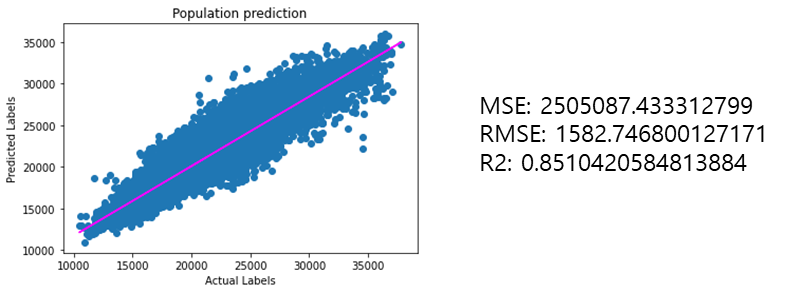 Population prediction
35000
30000
25000
20000
15000
10000
Predicted Labels
10000 15000 20000 25000 30000 35000
Actual Labels
MSE: 2505087.433312799
RMSE: 1582.746800127171
R2: 0.8510420584813884